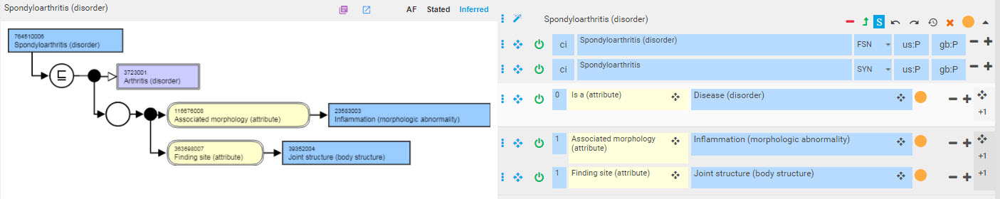 Spondyloarthritis (disorder)
AF Stated Inferred
764510006
Spondyloarthritis (disorder)
⊑
3723001
Arthritis (disorder)
116676008
Associated morphology (attribute)
23583003
Inflammation (morphologic abnormality)
363698007
Finding site (attribute)
39352004
Joint structure (body structure)
Spondyloarthritis (disorder)
S
ci Spondyloarthritis (disorder) FSN us:P gb:P
ci Spondyloarthritis SYN us:P gb:P
0 Is a (attribute) Disease (disorder)
+1
1 Associated morphology (attribute) Inflammation (morphologic abnormality)
+1
1 Finding site (attribute) Joint structure (body structure)
+1